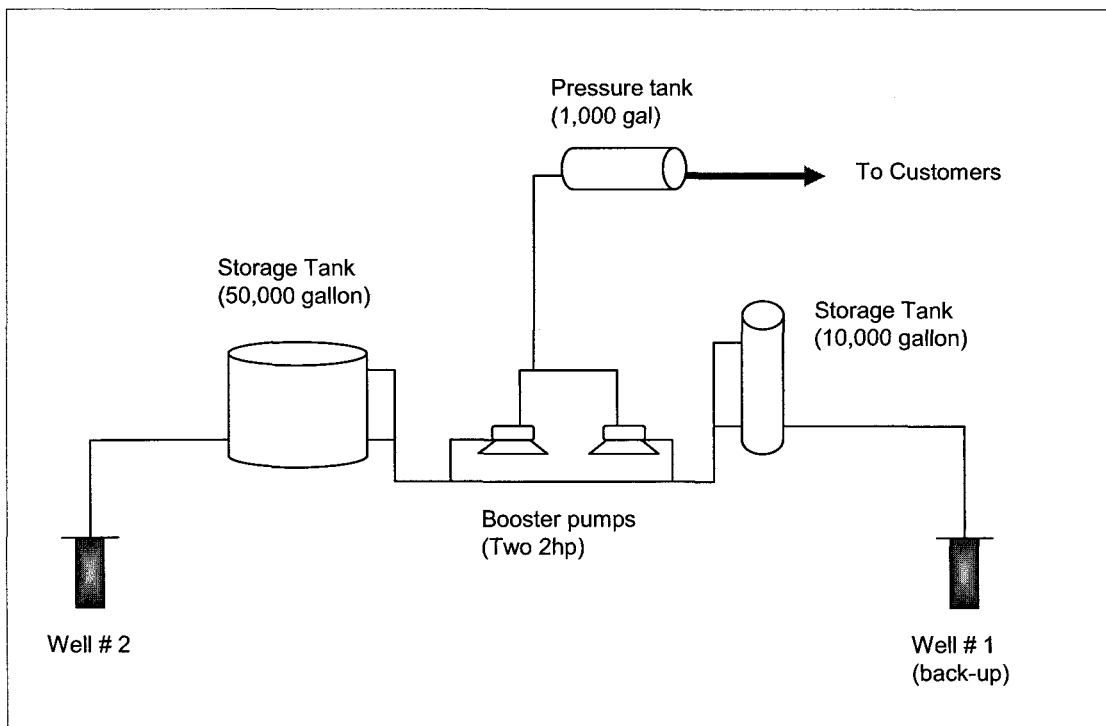 Pressure tank
(1,000 gal)
To Customers
Storage Tank
(50,000 gallon)
Storage Tank
(10,000 gallon)
Booster pumps
(Two 2hp)
Well # 2
Well # 1
(back-up)